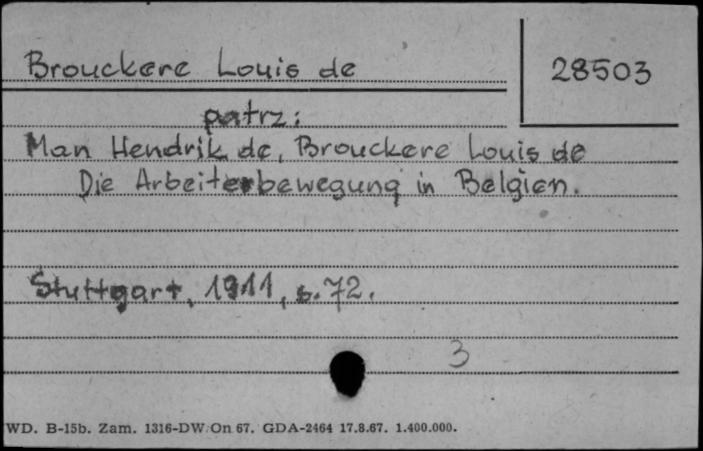 Brouckere Louis de
28503
patrz:
Man Hendrik de, Brouckere Louis de
Die Arbeiterbewegung in Belgien.
Stuttgart, 1911, s. 72.
3
WD. B-15b. Zam. 1316-DW. On 67. GDA-2464 17.8.67. 1.400.000.